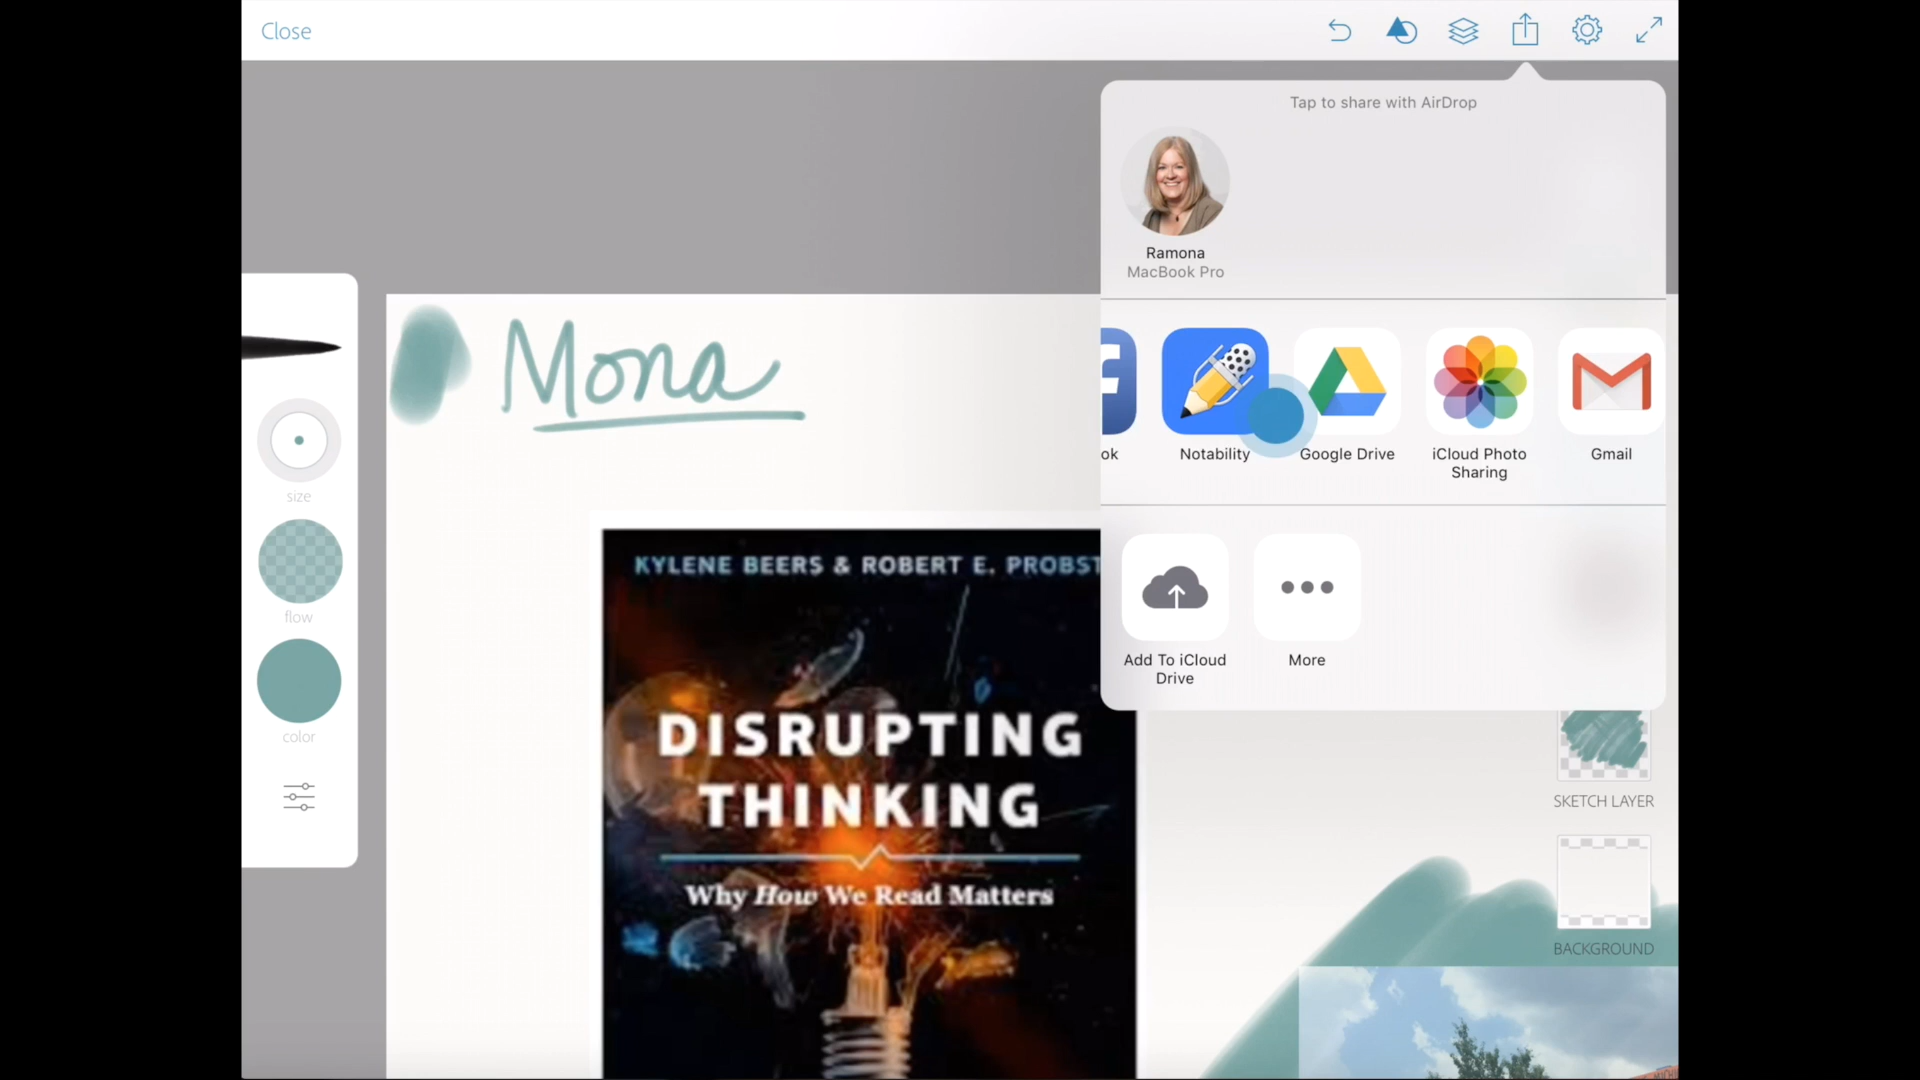 Close
Tap to share with AirDrop
Ramona
MacBook Pro
ok
Notability
Google Drive
iCloud Photo
Sharing
Gmail
Add To iCloud
Drive
More
size
flow
color
Mona
KYLENE BEERS & ROBERT E. PROBST
DISRUPTING
THINKING
Why How We Read Matters
SKETCH LAYER
BACKGROUND